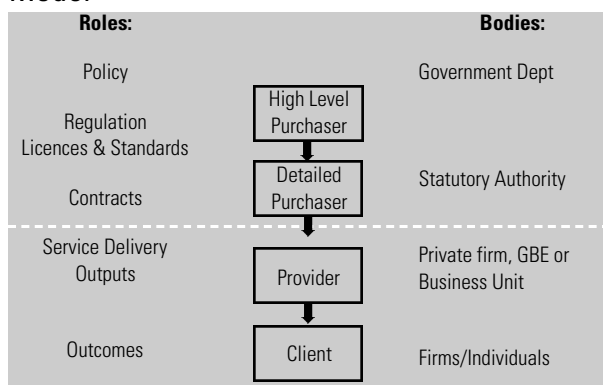 Roles:
Bodies:
Policy
Government Dept
High Level
Purchaser
Regulation
Licences & Standards
Detailed
Purchaser
Statutory Authority
Contracts
Service Delivery
Outputs
Provider
Private firm, GBE or
Business Unit
Outcomes
Client
Firms/Individuals